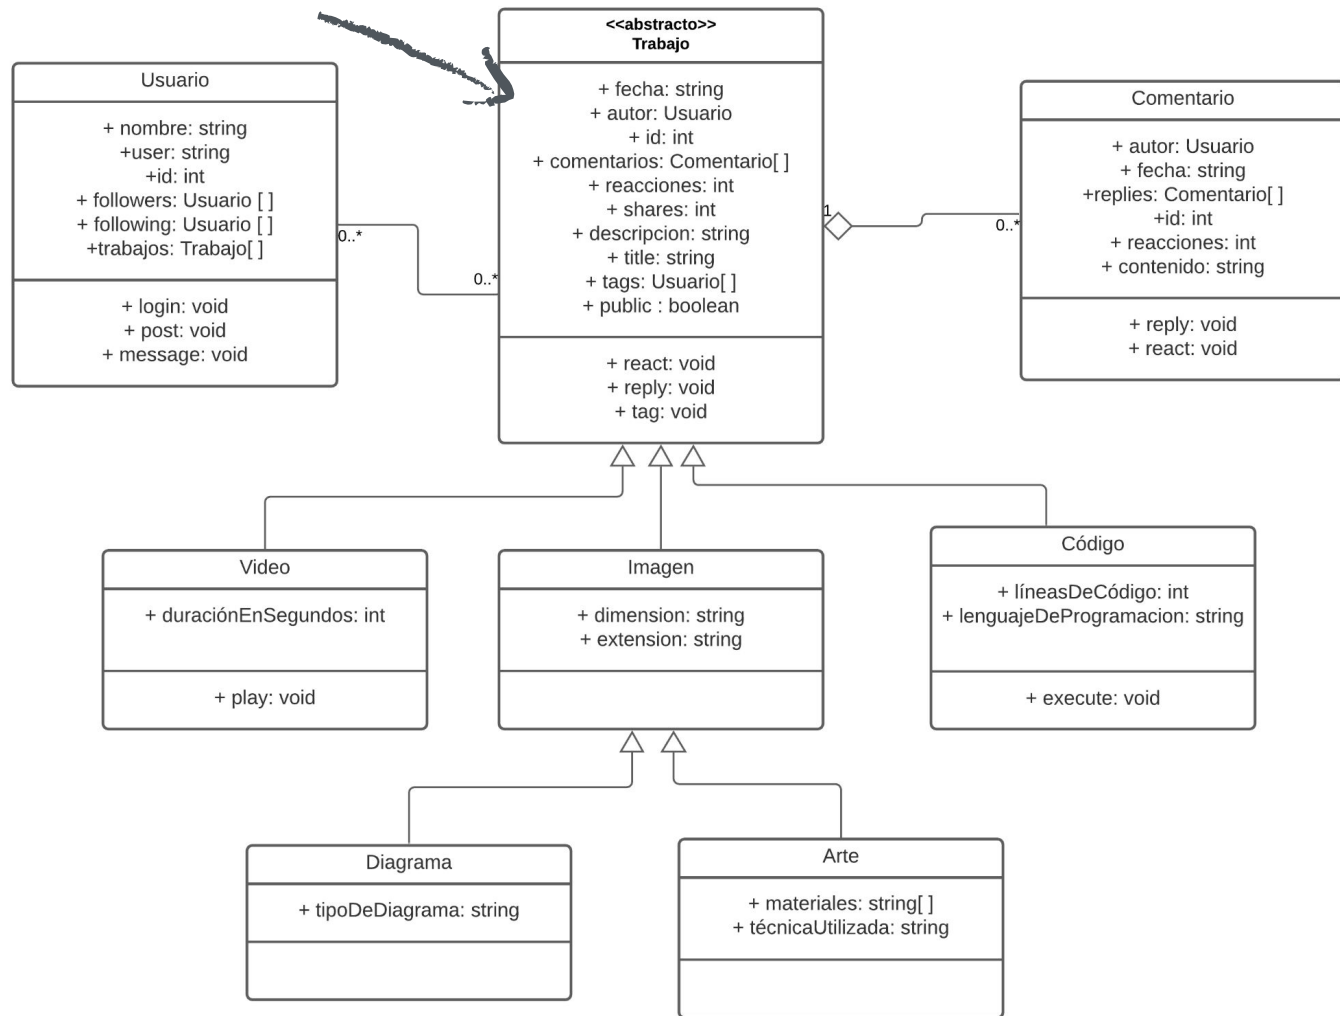 <<abstracto>>
Trabajo
+ fecha: string
+ autor: Usuario
+ id: int
+ comentarios: Comentario[ ]
+ reacciones: int
+ shares: int
+ descripcion: string
+ title: string
+ tags: Usuario[ ]
+ public : boolean
+ react: void
+ reply: void
+ tag: void
Usuario
+ nombre: string
+user: string
+id: int
+ followers: Usuario [ ]
+ following: Usuario [ ]
+trabajos: Trabajo[ ]
+ login: void
+ post: void
+ message: void
0..*
0..*
1
0..*
Comentario
+ autor: Usuario
+ fecha: string
+replies: Comentario[ ]
+id: int
+ reacciones: int
+ contenido: string
+ reply: void
+ react: void
Video
+ duraciónEnSegundos: int
+ play: void
Imagen
+ dimension: string
+ extension: string
Código
+ líneasDeCódigo: int
+ lenguajeDeProgramacion: string
+ execute: void
Diagrama
+ tipoDeDiagrama: string
Arte
+ materiales: string[ ]
+ técnicaUtilizada: string